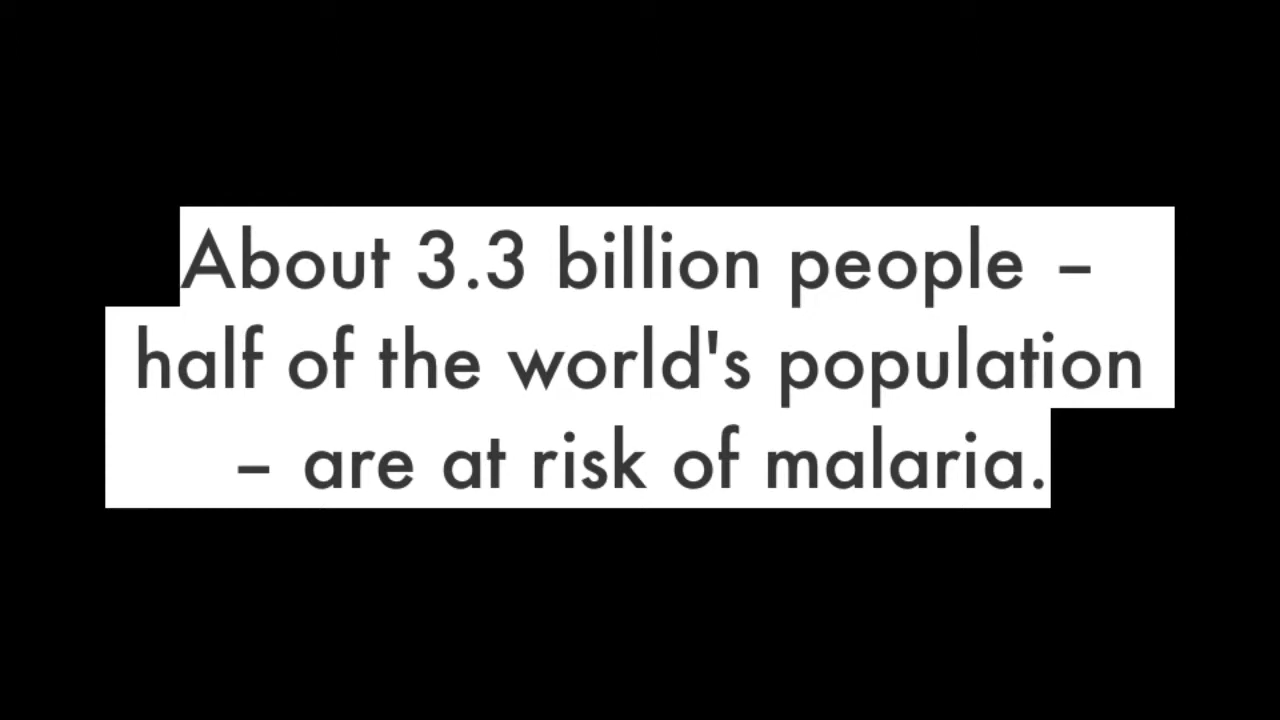 About 3.3 billion people –
half of the world's population
– are at risk of malaria.